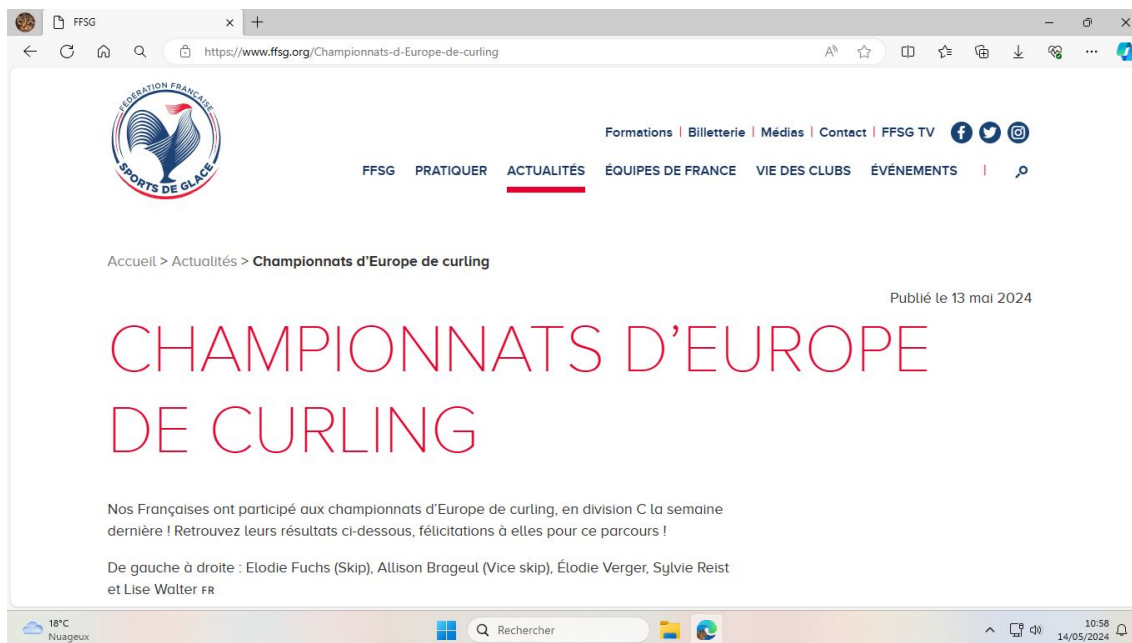 FFSG
https://www.ffsg.org/Championnats-d-Europe-de-curling
FÉDÉRATION FRANÇAISE
SPORTS DE GLACE
Formations | Billetterie | Médias | Contact | FFSG TV
FFSG PRATIQUER ACTUALITÉS ÉQUIPES DE FRANCE VIE DES CLUBS ÉVÉNEMENTS |
Accueil > Actualités > Championnats d'Europe de curling
Publié le 13 mai 2024
CHAMPIONNATS D'EUROPE
DE CURLING
Nos Françaises ont participé aux championnats d'Europe de curling, en division C la semaine
dernière ! Retrouvez leurs résultats ci-dessous, félicitations à elles pour ce parcours !
De gauche à droite : Elodie Fuchs (Skip), Allison Brageul (Vice skip), Élodie Verger, Sylvie Reist
et Lise Walter FR
18°C
Nuageux
Rechercher
10:58
14/05/2024